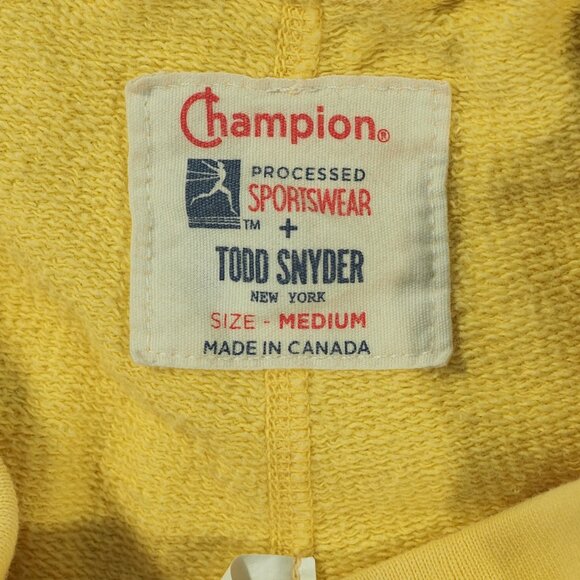 Champion®
PROCESSED
SPORTSWEAR
™ +
TODD SNYDER
NEW YORK
SIZE - MEDIUM
MADE IN CANADA